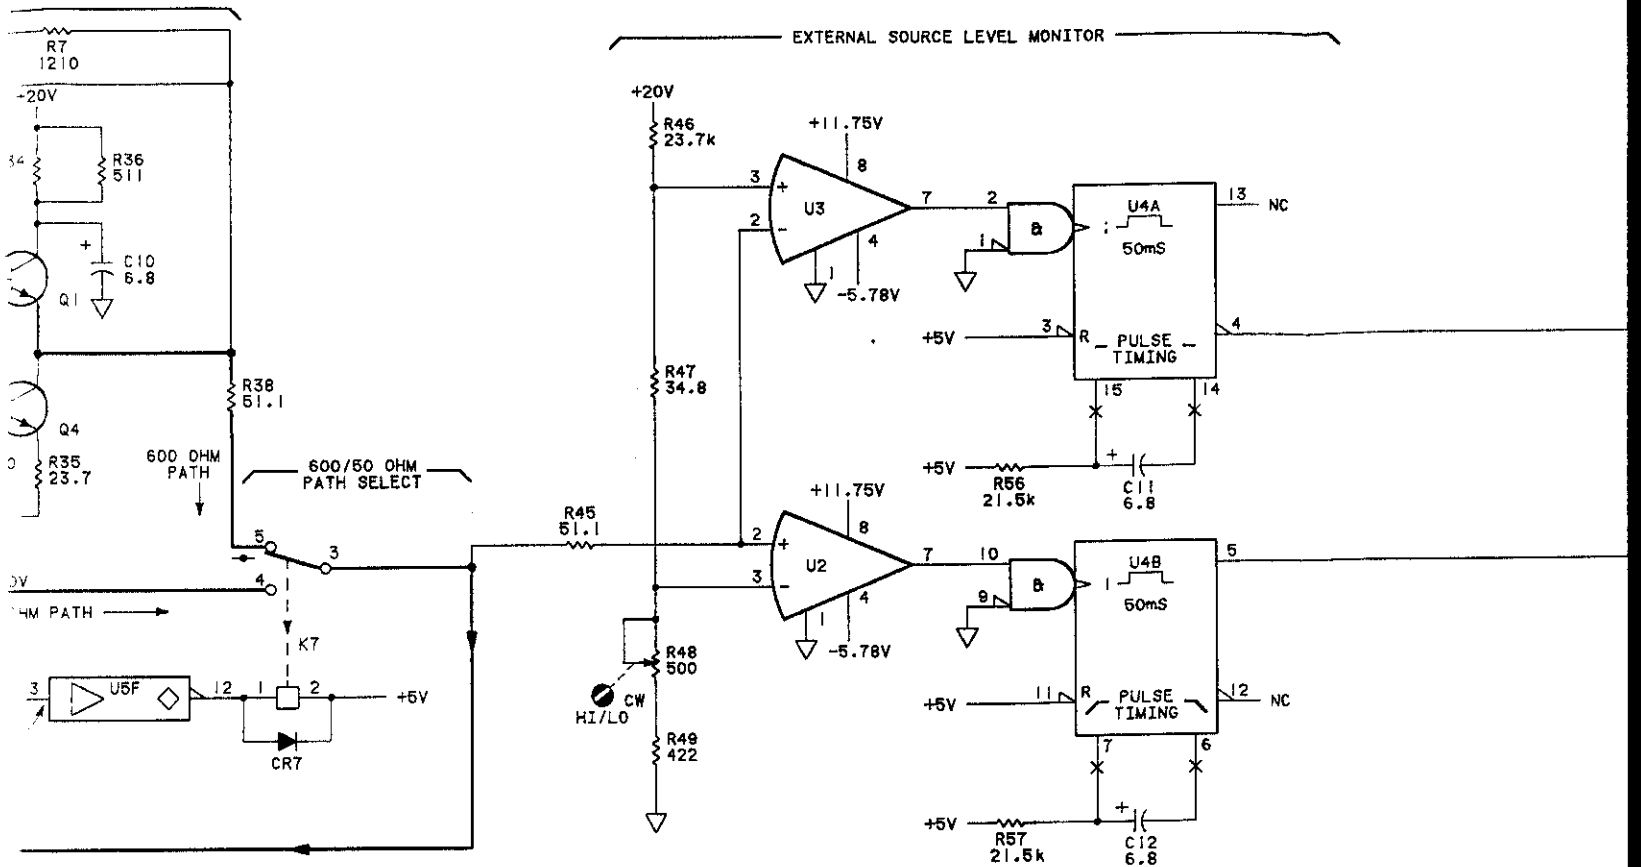 EXTERNAL SOURCE LEVEL MONITOR
R7
1210
+20V
34
R36
511
+
C10
6.8
Q1
Q4
R35
23.7
R38
51.1
600 OHM
PATH
600/50 OHM
PATH SELECT
5
3
4
0V
HM PATH
K7
3
U5F
12
1
2
+5V
CR7
R45
51.1
+20V
R46
23.7k
R47
34.8
R48
500
CW
HI/LO
R49
422
+11.75V
8
3
+
2
-
U3
7
4
1
-5.78V
2
1
&
U4A
50mS
13
NC
+5V
3
R
4
PULSE
TIMING
15
14
+5V
R56
21.5k
+
C11
6.8
+11.75V
8
2
+
3
-
U2
7
4
1
-5.78V
10
9
&
1
U4B
50mS
5
+5V
11
R
12
NC
PULSE
TIMING
7
6
+5V
R57
21.5k
+
C12
6.8